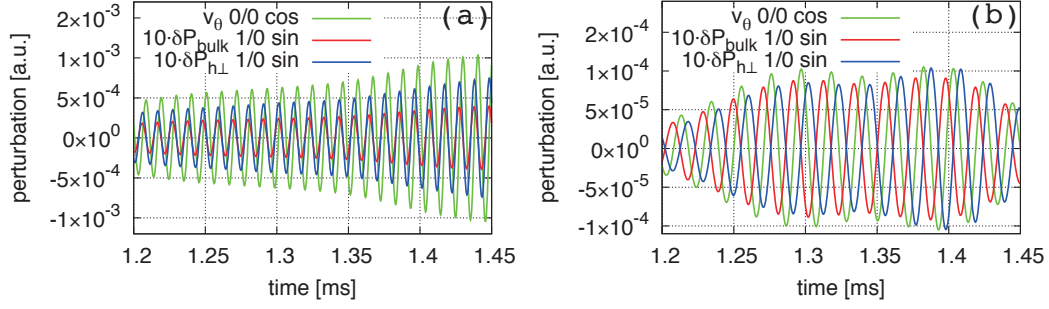 (a)
v_θ 0/0 cos
10·δP_bulk 1/0 sin
10·δP_h⊥ 1/0 sin
perturbation [a.u.]
2×10⁻³
1×10⁻³
5×10⁻⁴
0×10⁰
-5×10⁻⁴
-1×10⁻³
1.2 1.25 1.3 1.35 1.4 1.45
time [ms]
(b)
v_θ 0/0 cos
10·δP_bulk 1/0 sin
10·δP_h⊥ 1/0 sin
perturbation [a.u.]
2×10⁻⁴
1×10⁻⁴
5×10⁻⁵
0×10⁰
-5×10⁻⁵
-1×10⁻⁴
1.2 1.25 1.3 1.35 1.4 1.45
time [ms]